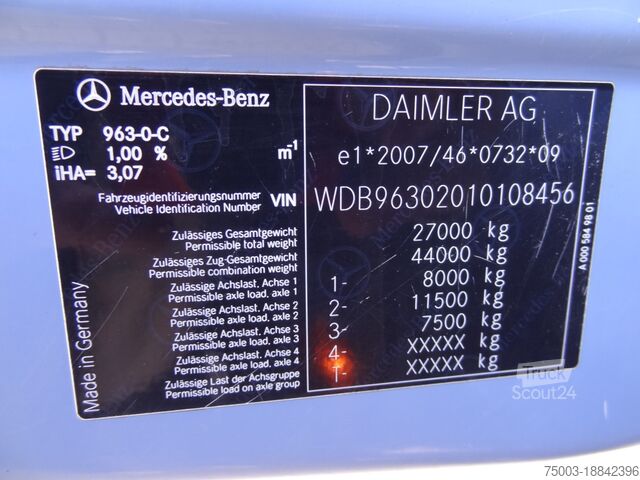 Mercedes-Benz
TYP 963-0-C
1,00 % m-1
iHA= 3,07
Fahrzeugidentifizierungsnummer
Vehicle Identification Number VIN
Zulässiges Gesamtgewicht
Permissible total weight
Zulässiges Zug-Gesamtgewicht
Permissible combination weight
Zulässige Achslast, Achse 1
Permissible axle load, axle 1
Zulässige Achslast, Achse 2
Permissible axle load, axle 2
Zulässige Achslast, Achse 3
Permissible axle load, axle 3
Zulässige Achslast, Achse 4
Permissible axle load, axle 4
Zulässige Last der Achsgruppe
Permissible load on axle group
Made in Germany
DAIMLER AG
e1*2007/46*0732*09
WDB96302010108456
27000 kg
44000 kg
1- 8000 kg
2- 11500 kg
3- 7500 kg
4- XXXXX kg
T- XXXXX kg
A 000 584 98 01
Truck
Scout24
75003-18842396